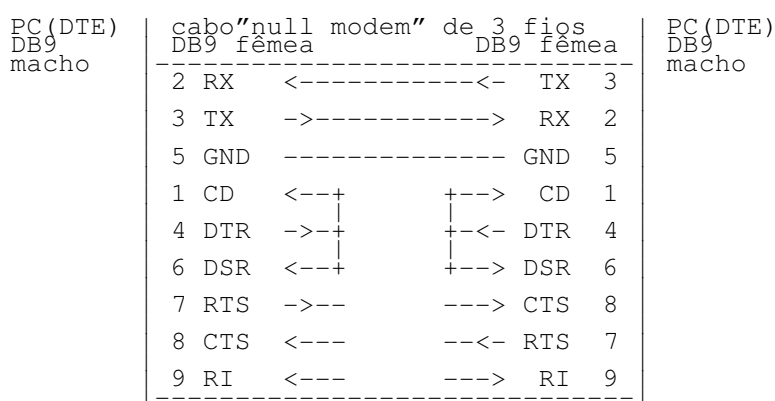 PC(DTE) | cabo"null modem" de 3 fios | PC(DTE)
DB9 | DB9 fêmea DB9 fêmea | DB9
macho | ---------------------------------- | macho
2 RX <-----------<- TX 3
3 TX ->-----------> RX 2
5 GND -------------- GND 5
1 CD <--+ +--> CD 1
| |
4 DTR ->-+ +-<- DTR 4
| |
6 DSR <--+ +--> DSR 6
7 RTS ->-- ---> CTS 8
8 CTS <--- --<- RTS 7
9 RI <--- ---> RI 9
----------------------------------